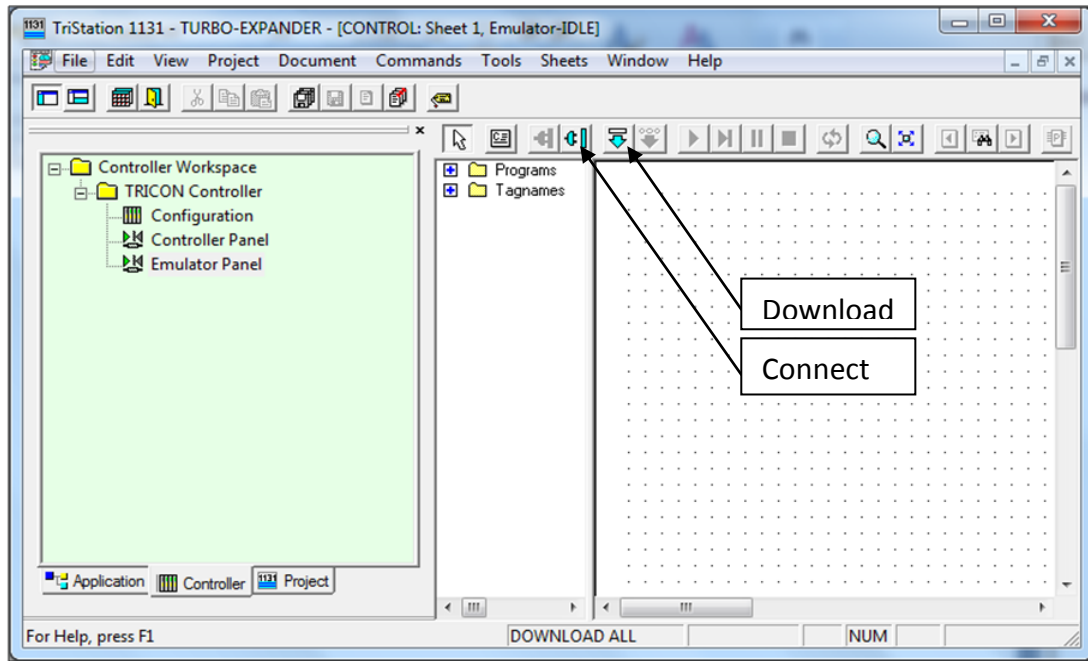 1131 TriStation 1131 - TURBO-EXPANDER - [CONTROL: Sheet 1, Emulator-IDLE]
File Edit View Project Document Commands Tools Sheets Window Help
Controller Workspace
TRICON Controller
Configuration
Controller Panel
Emulator Panel
Programs
Tagnames
Download
Connect
Application Controller 1131 Project
For Help, press F1 DOWNLOAD ALL NUM